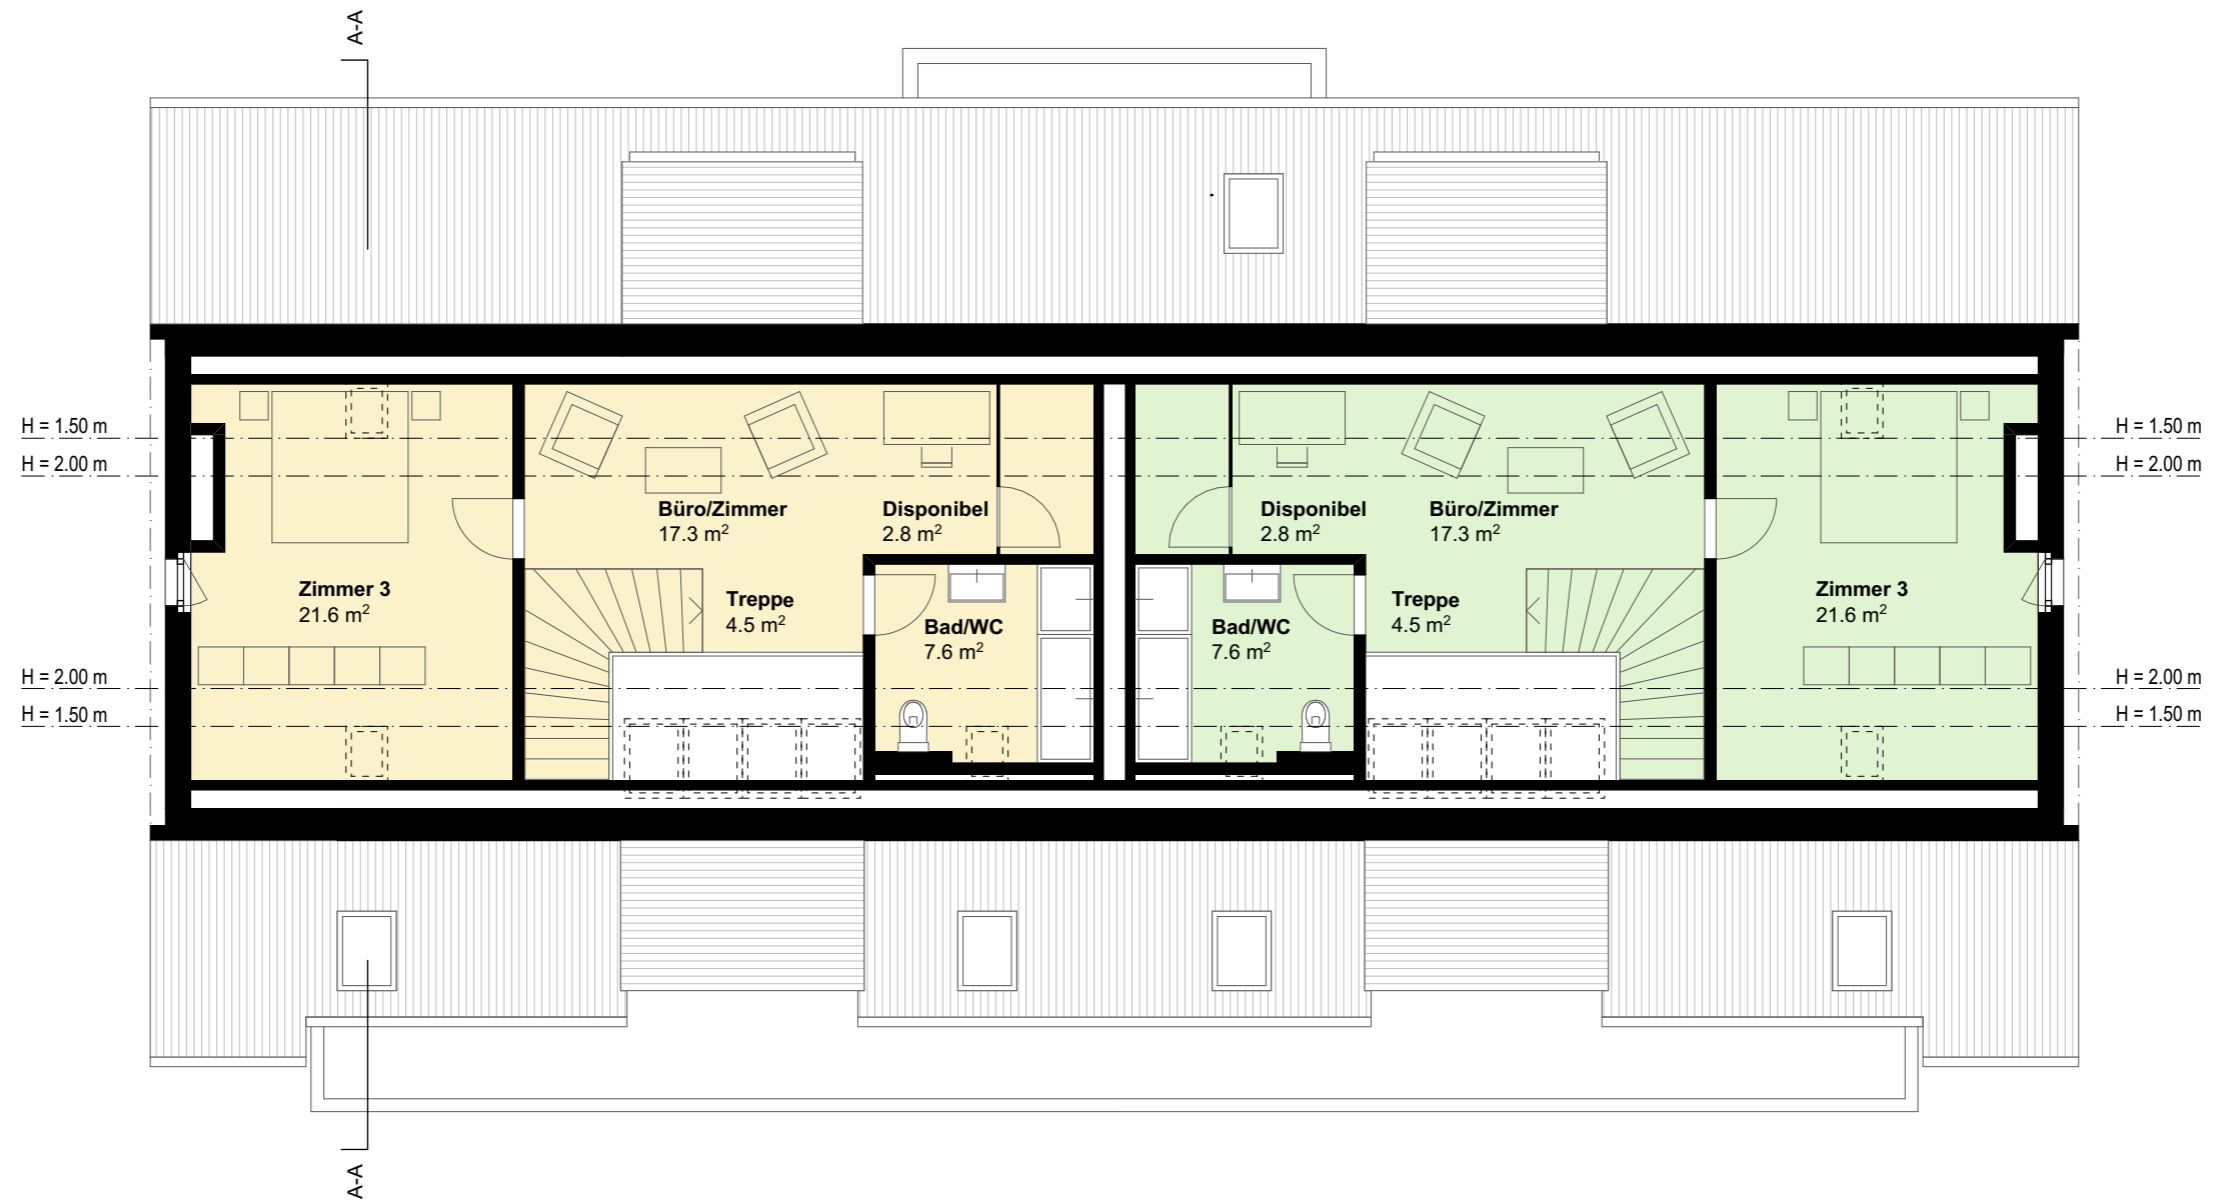 A-A
H = 1.50 m
H = 1.50 m
H = 2.00 m
H = 2.00 m
Büro/Zimmer
17.3 m²
Disponibel
2.8 m²
Disponibel
2.8 m²
Büro/Zimmer
17.3 m²
Zimmer 3
21.6 m²
Treppe
4.5 m²
Bad/WC
7.6 m²
Bad/WC
7.6 m²
Treppe
4.5 m²
Zimmer 3
21.6 m²
H = 2.00 m
H = 2.00 m
H = 1.50 m
H = 1.50 m
A-A